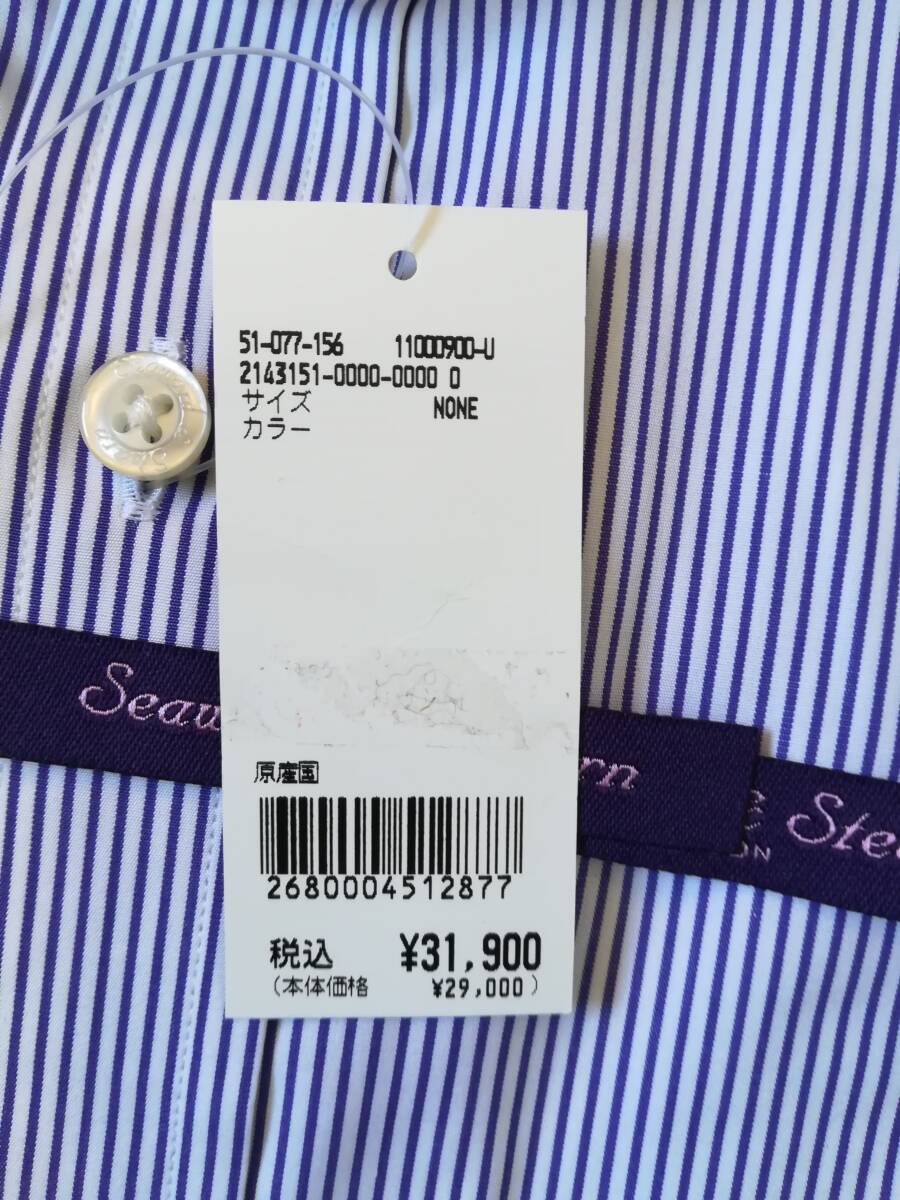 51-077-156 11000900-U
2143151-0000-0000 0
サイズ NONE
カラー
原産国
2680004512877
税込 ¥31,900
(本体価格 ¥29,000)